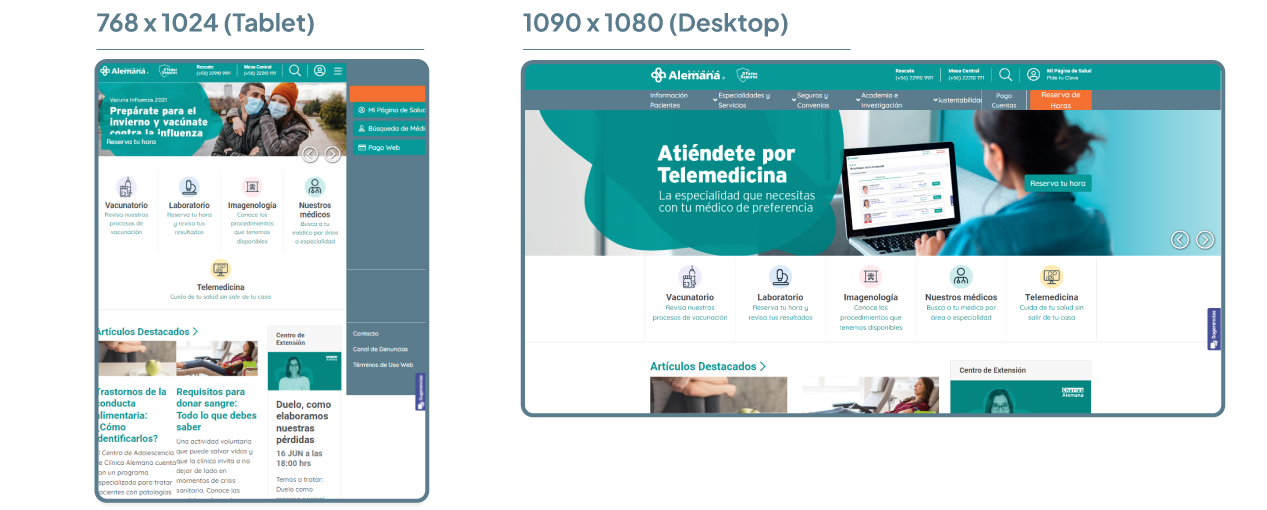 768 x 1024 (Tablet)
Alemana
Rescate
(+56) 22910 9911
Mesa Central
(+56) 22210 1111
Vacuna Influenza 2021
Prepárate para el
invierno y vacúnate
contra la influenza
Reserva tu hora
Mi Página de Saluc
Búsqueda de Médi
Pago Web
Vacunatorio
Revisa nuestros
procesos de
vacunación
Laboratorio
Reserva tu hora
y revisa tus
resultados
Imagenología
Conoce los
procedimientos
que tenemos
disponibles
Nuestros
médicos
Busca a tu
médico por área
o especialidad
Telemedicina
Cuida de tu salud sin salir de tu casa
Artículos Destacados
Trastornos de la
conducta
alimentaria:
¿Cómo
identificarlos?
l Centro de Adolescencia
e Clínica Alemana cuenta
on un programa
specializado para tratar
acientes con patologías
Requisitos para
donar sangre:
Todo lo que debes
saber
Una actividad voluntaria
que puede salvar vidas y
que la clínica invita a no
dejar de lado en
momentos de crisis
sanitaria. Conoce las
Centro de
Extensión
Duelo, como
elaboramos
nuestras
pérdidas
16 JUN a las
18:00 hrs
Temas a tratar:
Duelo como
Contacto
Canal de Denuncias
Términos de Uso Web
Sugerencias
1090 x 1080 (Desktop)
Alemana
Rescate
(+56) 22910 9911
Mesa Central
(+56) 22210 1111
Mi Página de Salud
Pide tu Clave
Información
Pacientes
Especialidades y
Servicios
Seguros y
Convenios
Academia e
Investigación
ustentabilidad
Pago
Cuentas
Reserva de
Horas
Atiéndete por
Telemedicina
La especialidad que necesitas
con tu médico de preferencia
Reserva tu hora
Vacunatorio
Revisa nuestros
procesos de vacunación
Laboratorio
Reserva tu hora y
revisa tus resultados
Imagenología
Conoce los
procedimientos que
tenemos disponibles
Nuestros médicos
Busca a tu médico por
área o especialidad
Telemedicina
Cuida de tu salud sin
salir de tu casa
Sugerencias
Artículos Destacados
Centro de Extensión
Charlas
Alemana